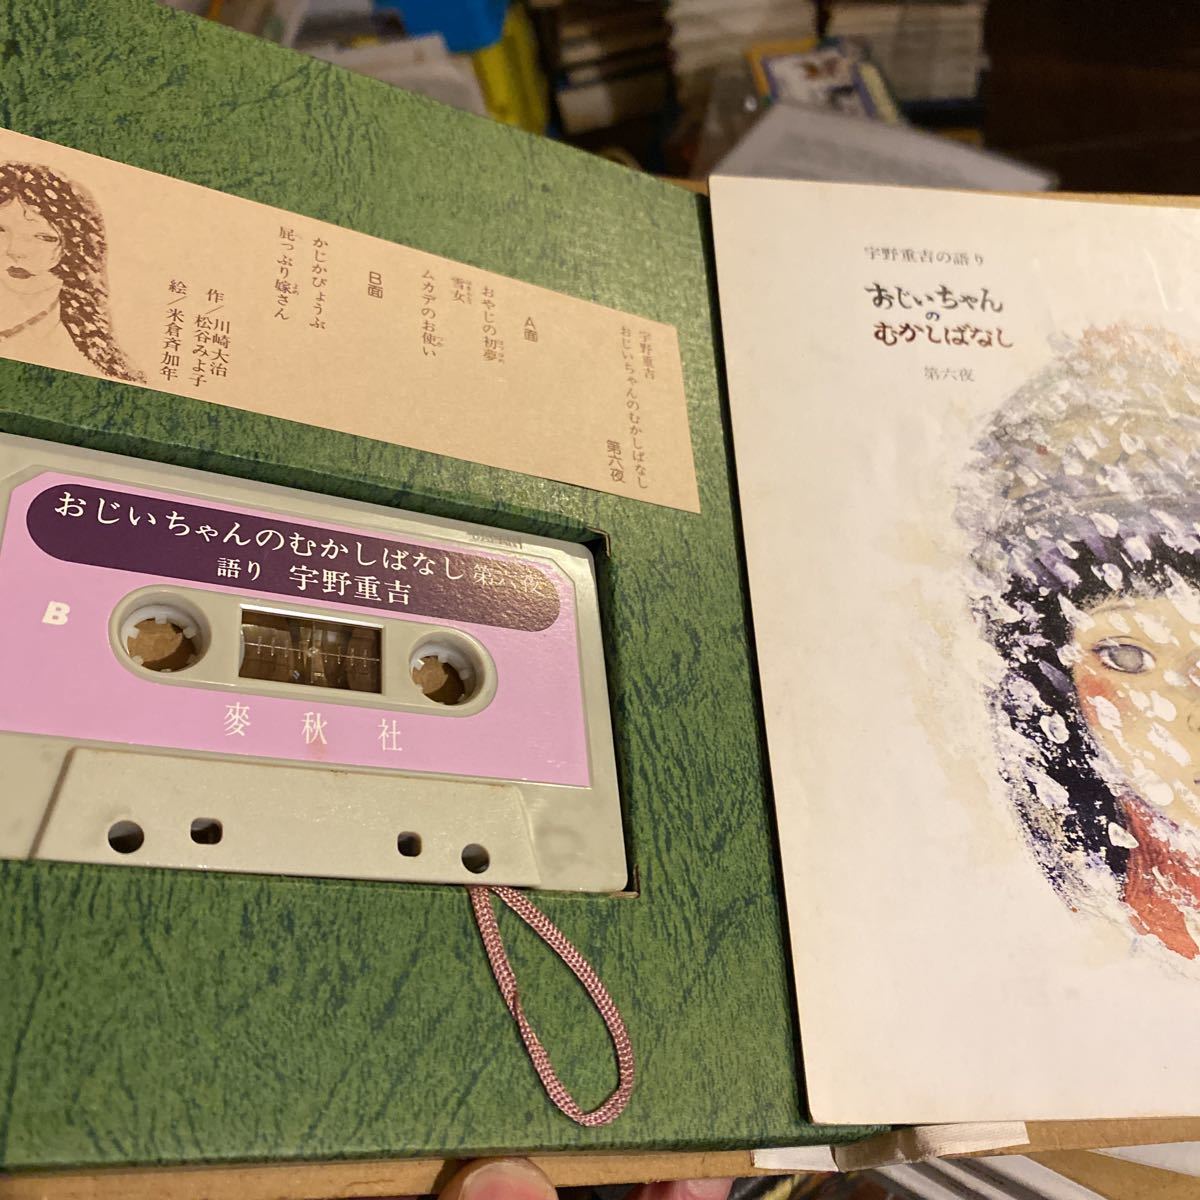 宇野重吉
おじいちゃんのむかしばなし
第六夜
A面
おやじの初夢
雪女
ムカデのお使い
B面
かじかびょうぶ
屁っぷり嫁さん
作/川崎大治
松谷みよ子
絵/米倉斉加年
おじいちゃんのむかしばなし 第六夜
語り 宇野重吉
B
麥秋社
宇野重吉の語り
おじいちゃん
の
むかしばなし
第六夜